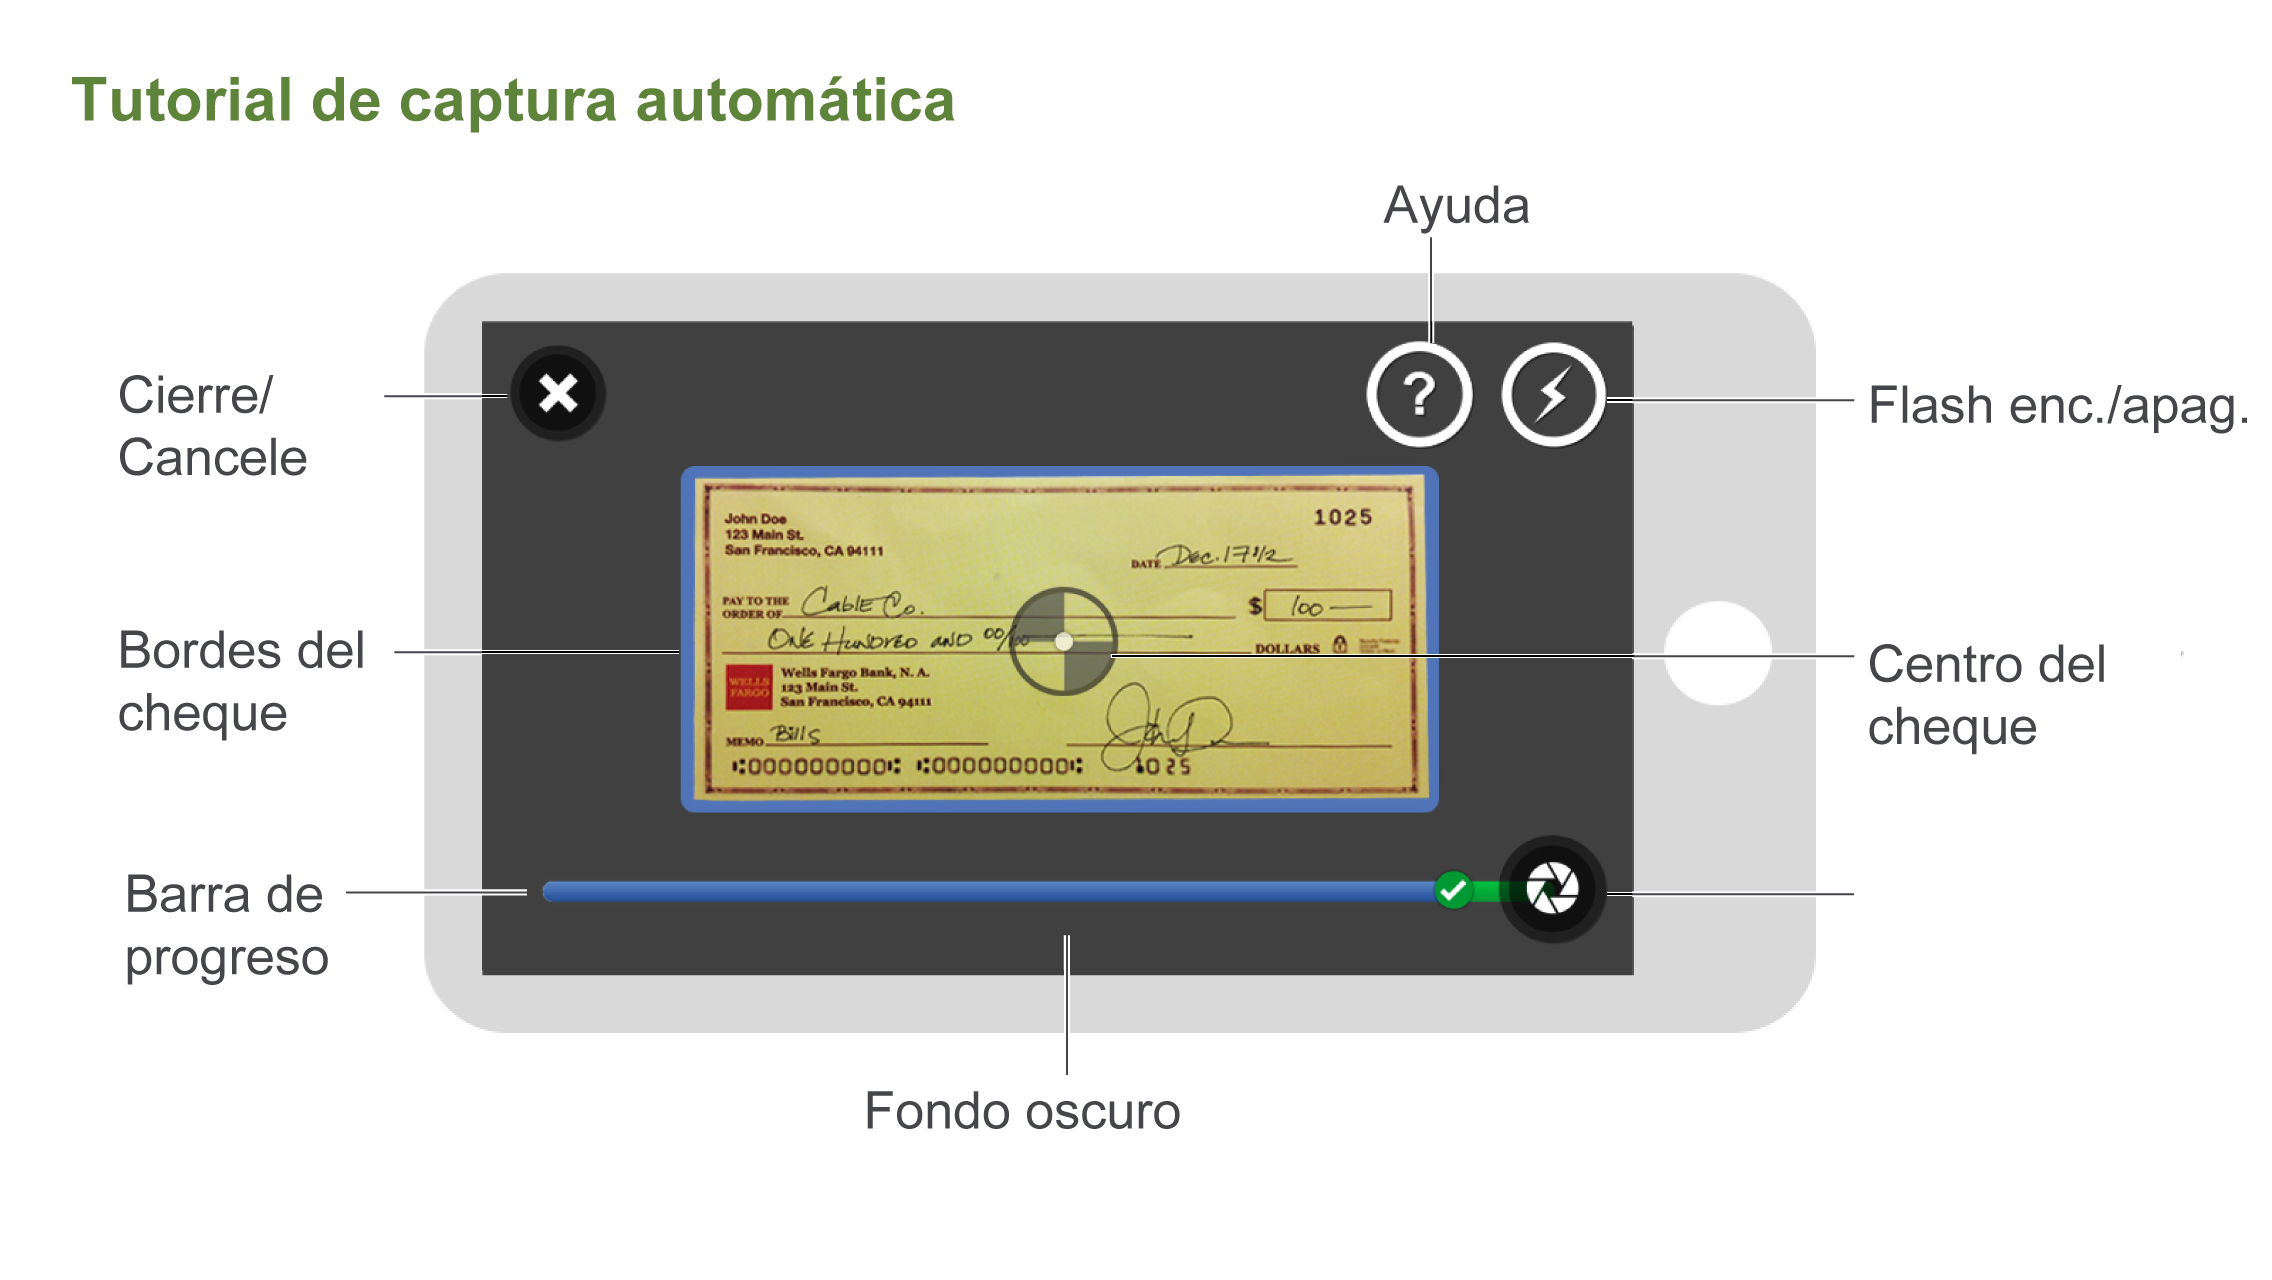 Tutorial de captura automática
Ayuda
Cierre/
Cancele
Flash enc./apag.
?
John Doe
123 Main St.
San Francisco, CA 94111
1025
DATE Dec. 17 1/2
PAY TO THE
ORDER OF Cable Co.
$ 100
ONE HUNDRED AND 00/100
DOLLARS
WELLS
FARGO
Wells Fargo Bank, N. A.
123 Main St.
San Francisco, CA 94111
MEMO Bills
⑆000000000⑆ ⑆000000000⑆ 1025
Bordes del
cheque
Centro del
cheque
Barra de
progreso
Fondo oscuro